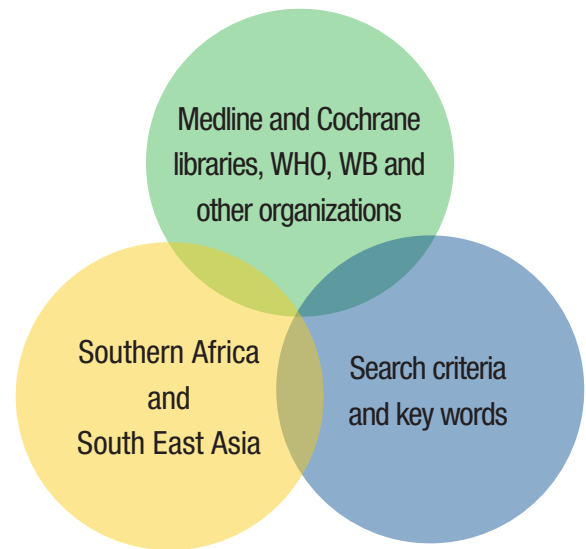 Medline and Cochrane
libraries, WHO, WB and
other organizations
Southern Africa
and
South East Asia
Search criteria
and key words